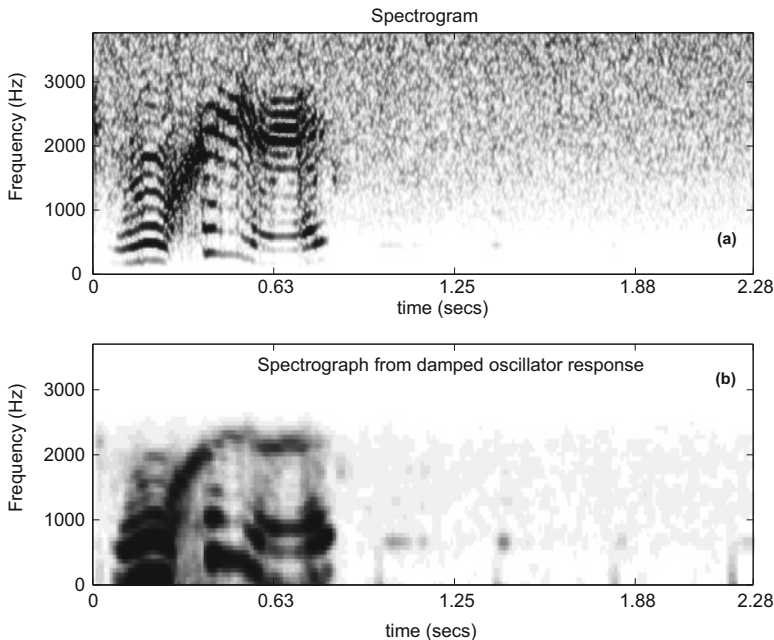 Spectrogram
Frequency (Hz)
3000
2000
1000
0
(a)
0 0.63 1.25 1.88 2.28
time (secs)
Spectrograph from damped oscillator response
(b)
Frequency (Hz)
3000
2000
1000
0
0 0.63 1.25 1.88 2.28
time (secs)